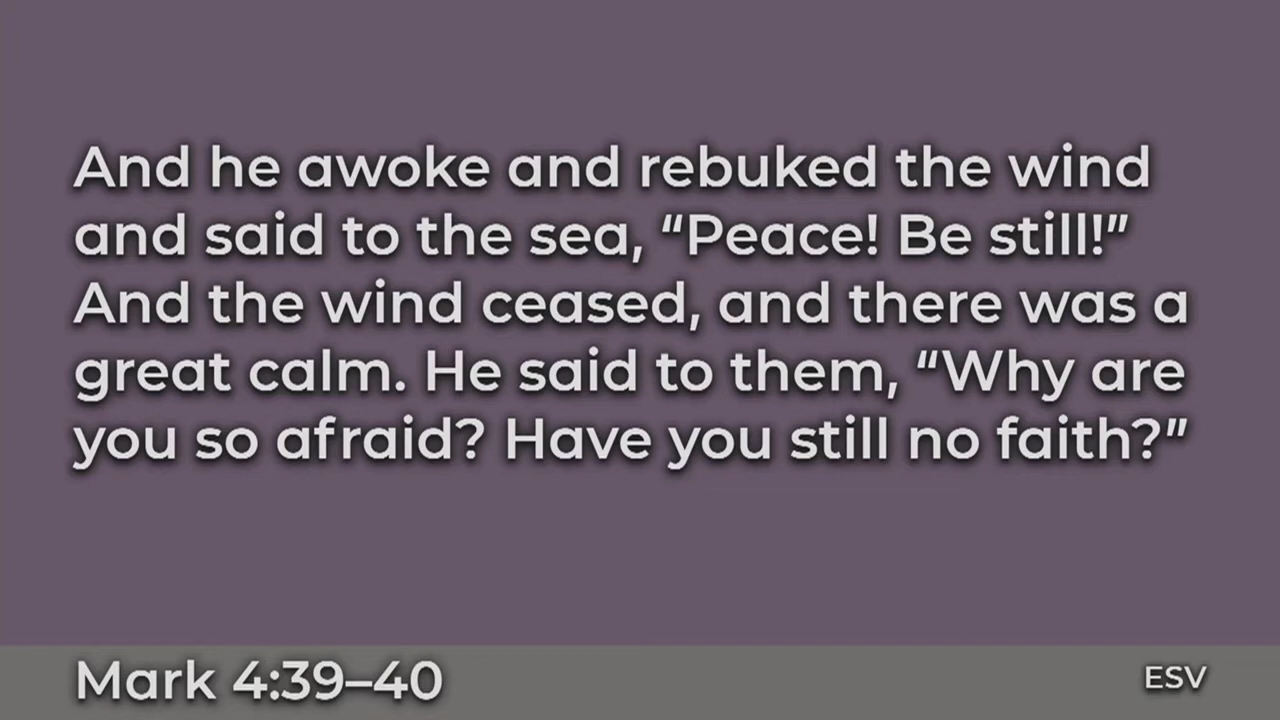 And he awoke and rebuked the wind
and said to the sea, “Peace! Be still!”
And the wind ceased, and there was a
great calm. He said to them, “Why are
you so afraid? Have you still no faith?”
Mark 4:39–40
ESV